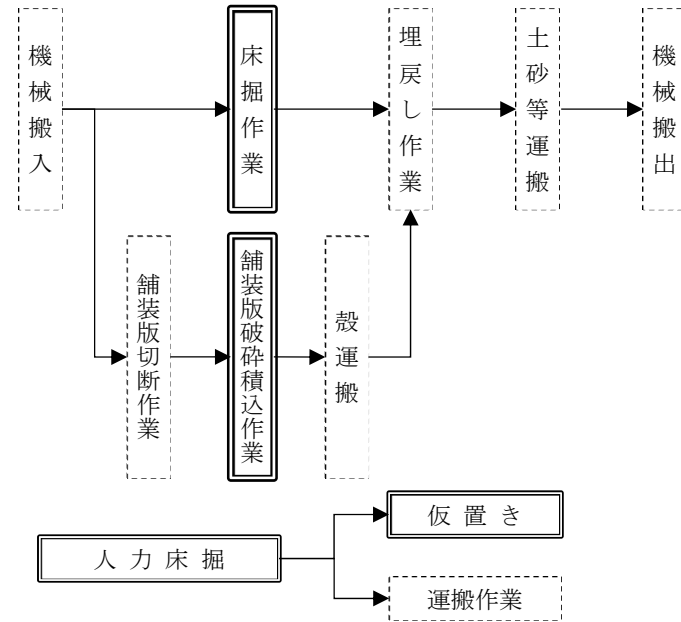 機械搬入
床掘作業
埋戻し作業
土砂等運搬
機械搬出
舗装版切断作業
舗装版破砕積込作業
殻運搬
人力床掘
仮置き
運搬作業